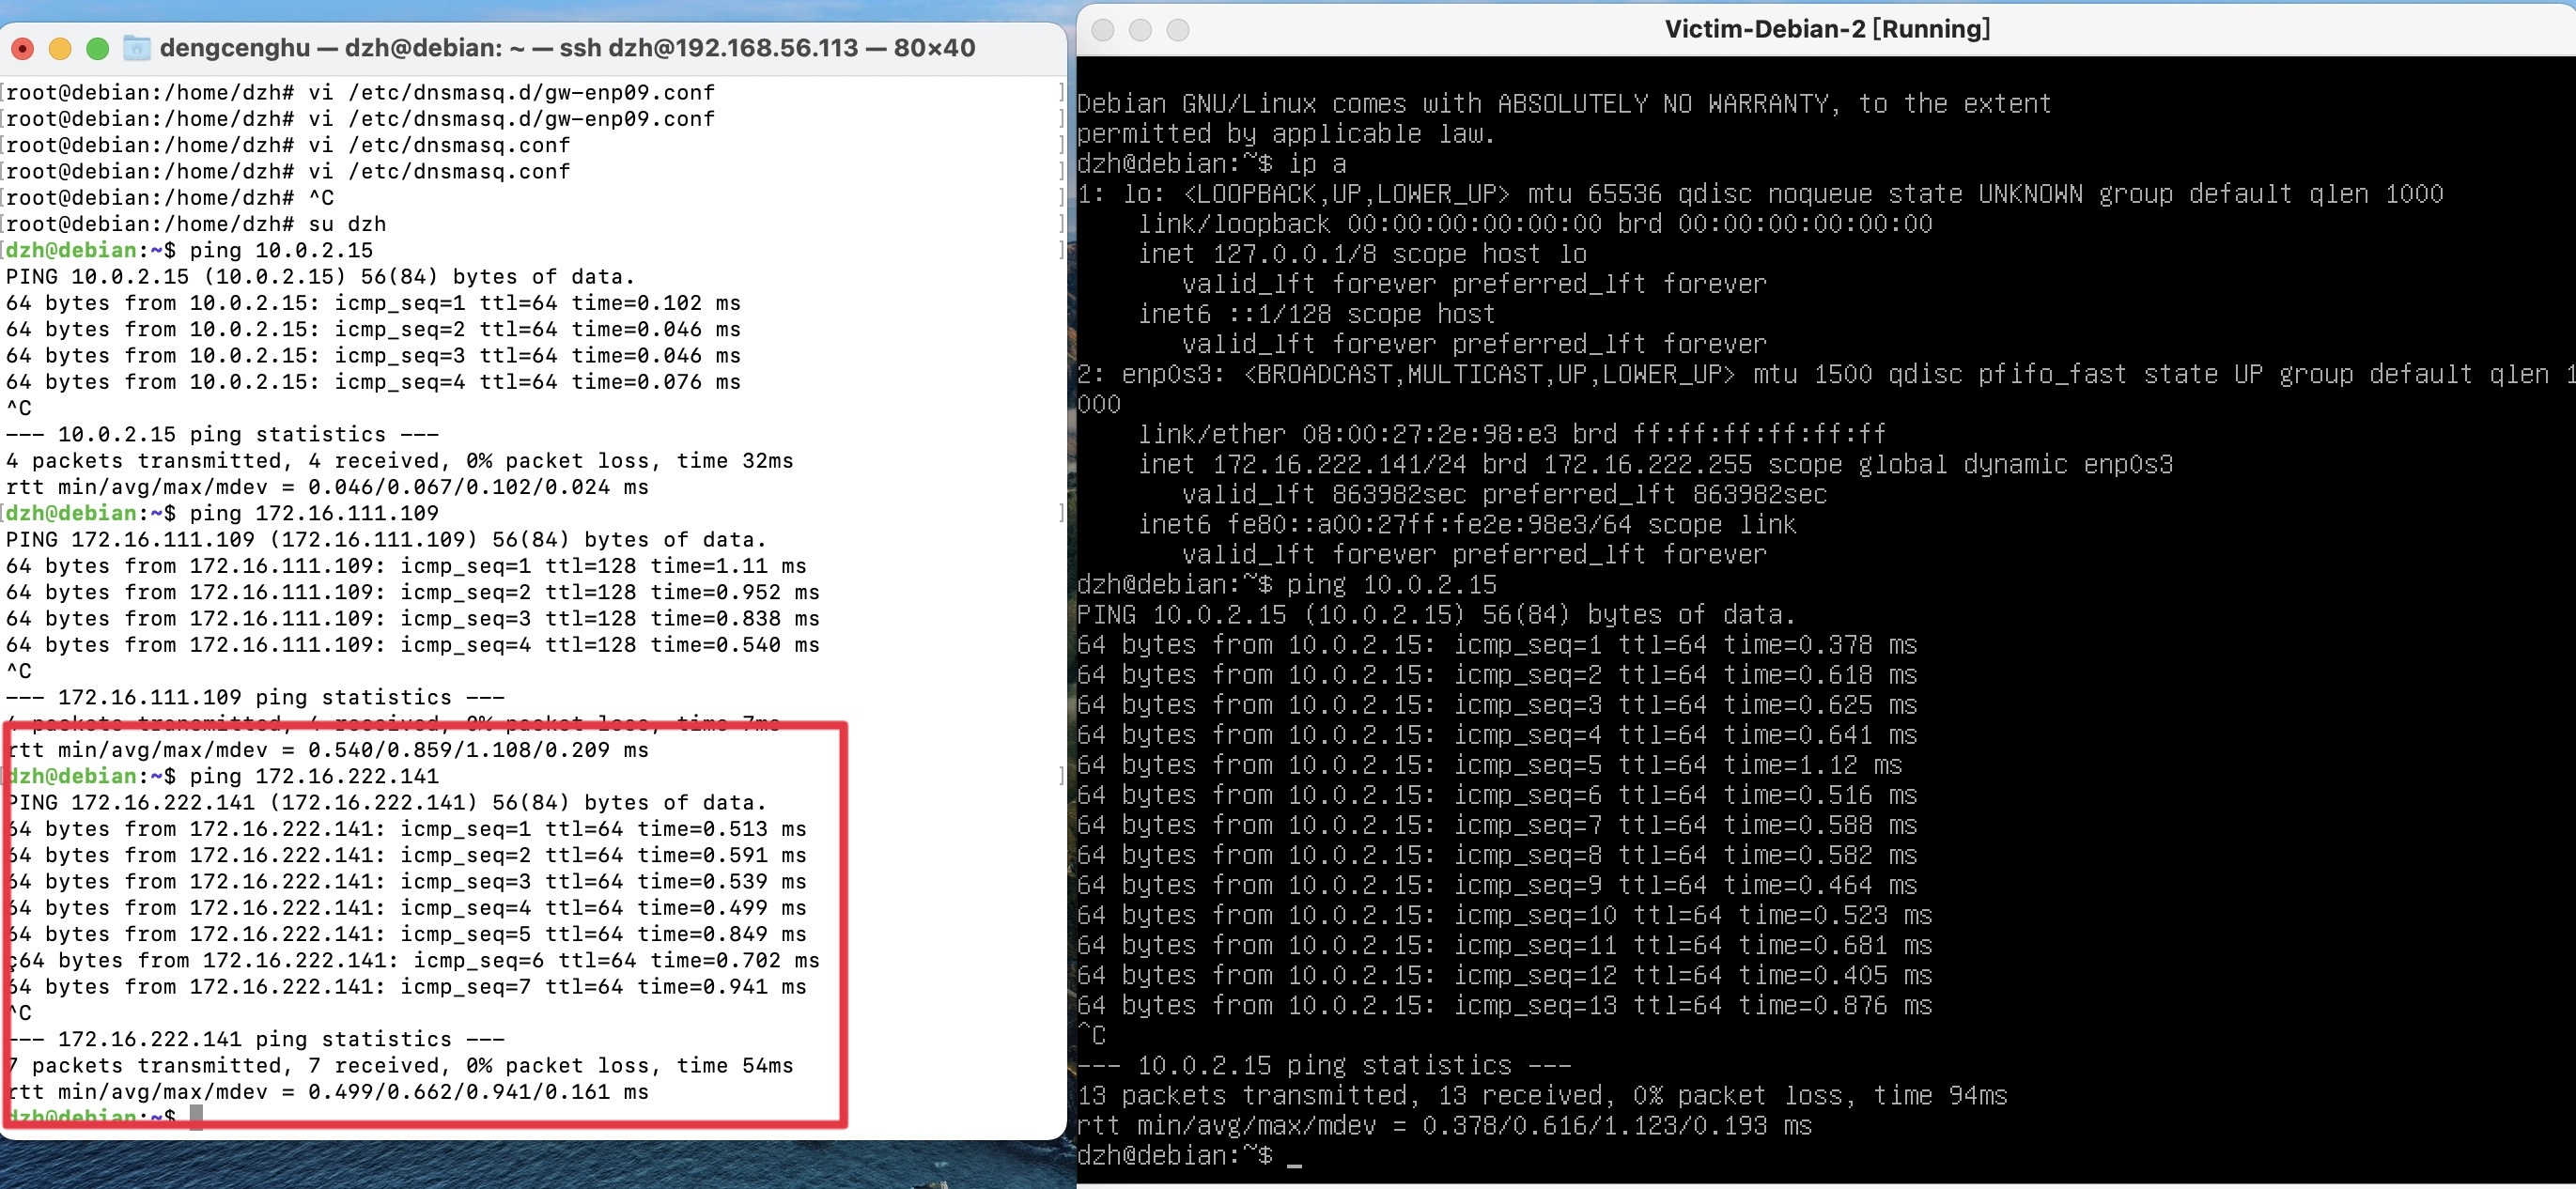 dengcenghu — dzh@debian: ~ — ssh dzh@192.168.56.113 — 80×40
[root@debian:/home/dzh# vi /etc/dnsmasq.d/gw-enp09.conf ]
[root@debian:/home/dzh# vi /etc/dnsmasq.d/gw-enp09.conf ]
[root@debian:/home/dzh# vi /etc/dnsmasq.conf ]
[root@debian:/home/dzh# vi /etc/dnsmasq.conf ]
[root@debian:/home/dzh# ^C ]
[root@debian:/home/dzh# su dzh ]
[dzh@debian:~$ ping 10.0.2.15 ]
PING 10.0.2.15 (10.0.2.15) 56(84) bytes of data.
64 bytes from 10.0.2.15: icmp_seq=1 ttl=64 time=0.102 ms
64 bytes from 10.0.2.15: icmp_seq=2 ttl=64 time=0.046 ms
64 bytes from 10.0.2.15: icmp_seq=3 ttl=64 time=0.046 ms
64 bytes from 10.0.2.15: icmp_seq=4 ttl=64 time=0.076 ms
^C
--- 10.0.2.15 ping statistics ---
4 packets transmitted, 4 received, 0% packet loss, time 32ms
rtt min/avg/max/mdev = 0.046/0.067/0.102/0.024 ms
[dzh@debian:~$ ping 172.16.111.109 ]
PING 172.16.111.109 (172.16.111.109) 56(84) bytes of data.
64 bytes from 172.16.111.109: icmp_seq=1 ttl=128 time=1.11 ms
64 bytes from 172.16.111.109: icmp_seq=2 ttl=128 time=0.952 ms
64 bytes from 172.16.111.109: icmp_seq=3 ttl=128 time=0.838 ms
64 bytes from 172.16.111.109: icmp_seq=4 ttl=128 time=0.540 ms
^C
--- 172.16.111.109 ping statistics ---
4 packets transmitted, 4 received, 0% packet loss, time 7ms
rtt min/avg/max/mdev = 0.540/0.859/1.108/0.209 ms
[dzh@debian:~$ ping 172.16.222.141 ]
PING 172.16.222.141 (172.16.222.141) 56(84) bytes of data.
64 bytes from 172.16.222.141: icmp_seq=1 ttl=64 time=0.513 ms
64 bytes from 172.16.222.141: icmp_seq=2 ttl=64 time=0.591 ms
64 bytes from 172.16.222.141: icmp_seq=3 ttl=64 time=0.539 ms
64 bytes from 172.16.222.141: icmp_seq=4 ttl=64 time=0.499 ms
64 bytes from 172.16.222.141: icmp_seq=5 ttl=64 time=0.849 ms
ç64 bytes from 172.16.222.141: icmp_seq=6 ttl=64 time=0.702 ms
64 bytes from 172.16.222.141: icmp_seq=7 ttl=64 time=0.941 ms
^C
--- 172.16.222.141 ping statistics ---
7 packets transmitted, 7 received, 0% packet loss, time 54ms
rtt min/avg/max/mdev = 0.499/0.662/0.941/0.161 ms
dzh@debian:~$
Victim-Debian-2 [Running]
Debian GNU/Linux comes with ABSOLUTELY NO WARRANTY, to the extent
permitted by applicable law.
dzh@debian:~$ ip a
1: lo: <LOOPBACK,UP,LOWER_UP> mtu 65536 qdisc noqueue state UNKNOWN group default qlen 1000
link/loopback 00:00:00:00:00:00 brd 00:00:00:00:00:00
inet 127.0.0.1/8 scope host lo
valid_lft forever preferred_lft forever
inet6 ::1/128 scope host
valid_lft forever preferred_lft forever
2: enp0s3: <BROADCAST,MULTICAST,UP,LOWER_UP> mtu 1500 qdisc pfifo_fast state UP group default qlen 1
000
link/ether 08:00:27:2e:98:e3 brd ff:ff:ff:ff:ff:ff
inet 172.16.222.141/24 brd 172.16.222.255 scope global dynamic enp0s3
valid_lft 863982sec preferred_lft 863982sec
inet6 fe80::a00:27ff:fe2e:98e3/64 scope link
valid_lft forever preferred_lft forever
dzh@debian:~$ ping 10.0.2.15
PING 10.0.2.15 (10.0.2.15) 56(84) bytes of data.
64 bytes from 10.0.2.15: icmp_seq=1 ttl=64 time=0.378 ms
64 bytes from 10.0.2.15: icmp_seq=2 ttl=64 time=0.618 ms
64 bytes from 10.0.2.15: icmp_seq=3 ttl=64 time=0.625 ms
64 bytes from 10.0.2.15: icmp_seq=4 ttl=64 time=0.641 ms
64 bytes from 10.0.2.15: icmp_seq=5 ttl=64 time=1.12 ms
64 bytes from 10.0.2.15: icmp_seq=6 ttl=64 time=0.516 ms
64 bytes from 10.0.2.15: icmp_seq=7 ttl=64 time=0.588 ms
64 bytes from 10.0.2.15: icmp_seq=8 ttl=64 time=0.582 ms
64 bytes from 10.0.2.15: icmp_seq=9 ttl=64 time=0.464 ms
64 bytes from 10.0.2.15: icmp_seq=10 ttl=64 time=0.523 ms
64 bytes from 10.0.2.15: icmp_seq=11 ttl=64 time=0.681 ms
64 bytes from 10.0.2.15: icmp_seq=12 ttl=64 time=0.405 ms
64 bytes from 10.0.2.15: icmp_seq=13 ttl=64 time=0.876 ms
^C
--- 10.0.2.15 ping statistics ---
13 packets transmitted, 13 received, 0% packet loss, time 94ms
rtt min/avg/max/mdev = 0.378/0.616/1.123/0.193 ms
dzh@debian:~$ _